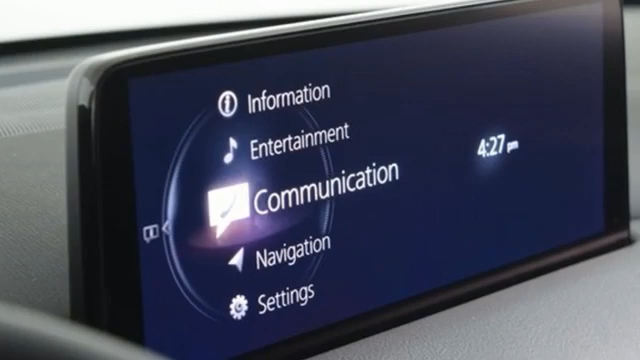 Information
Entertainment
Communication
4:27 pm
Navigation
Settings